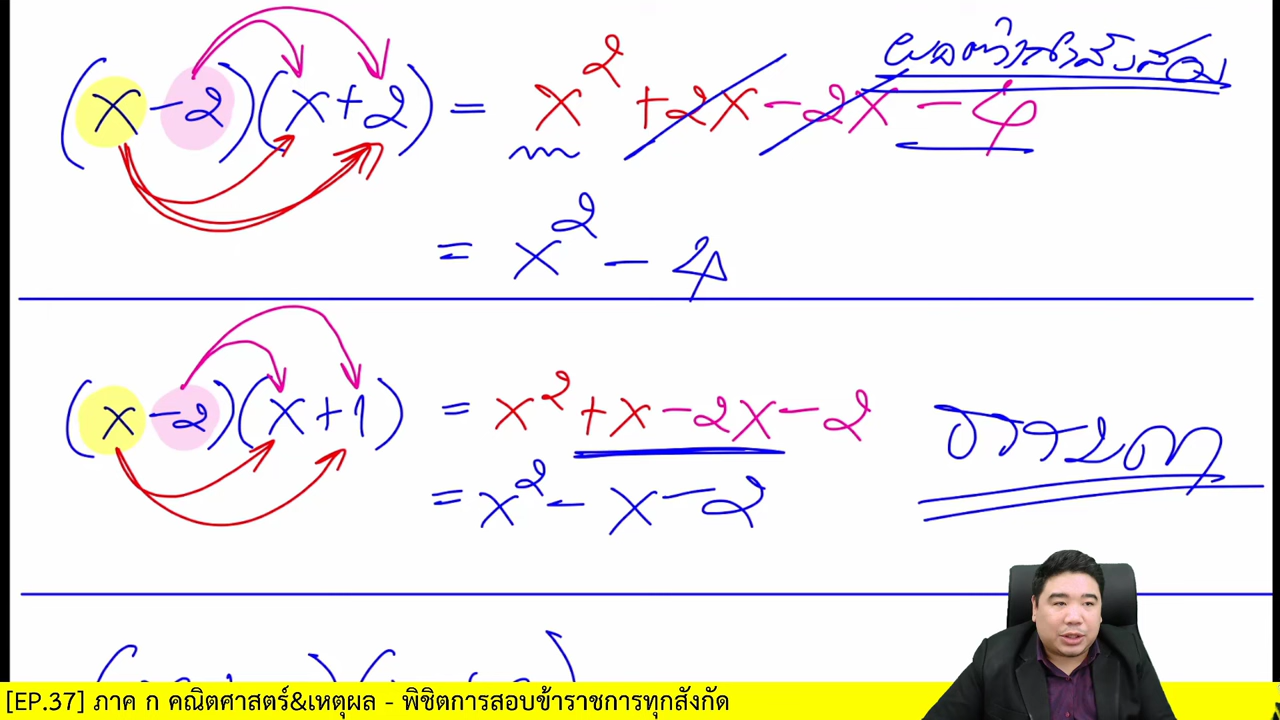 ผลต่างกำลังสอง
(x-2)(x+2) = x² +2x -2x -4
= x² - 4
(x-2)(x+1) = x² +x -2x -2
ธรรมดา
= x² - x - 2
[EP.37] ภาค ก คณิตศาสตร์&เหตุผล - พิชิตการสอบข้าราชการทุกสังกัด